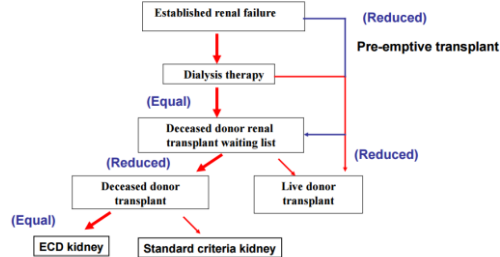 Established renal failure
(Reduced)
Pre-emptive transplant
Dialysis therapy
(Equal)
Deceased donor renal
transplant waiting list
(Reduced)
(Reduced)
Deceased donor
transplant
Live donor
transplant
(Equal)
ECD kidney
Standard criteria kidney